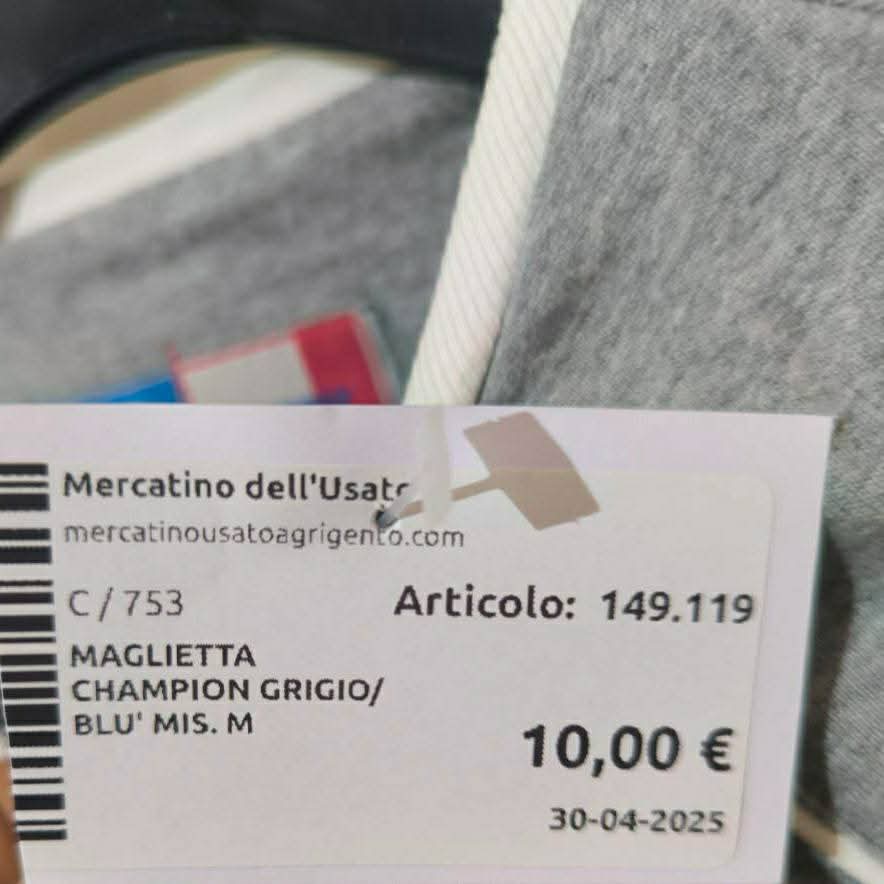 Mercatino dell'Usato
mercatinousatoagrigento.com
C/753
Articolo: 149.119
MAGLIETTA
CHAMPION GRIGIO/
BLU' MIS. M
10,00 €
30-04-2025